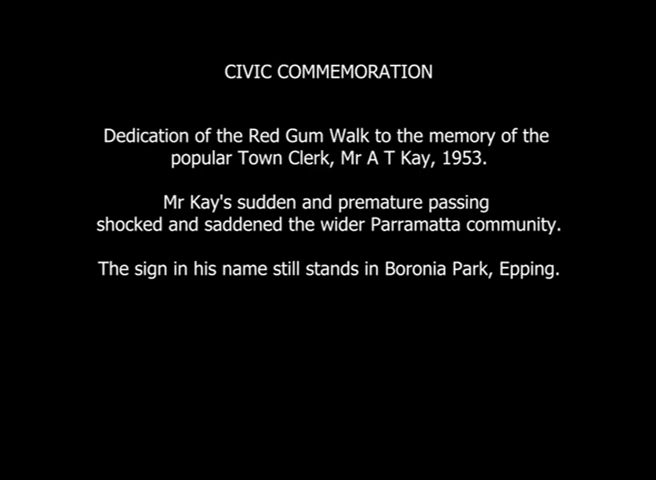 CIVIC COMMEMORATION
Dedication of the Red Gum Walk to the memory of the
popular Town Clerk, Mr A T Kay, 1953.
Mr Kay's sudden and premature passing
shocked and saddened the wider Parramatta community.
The sign in his name still stands in Boronia Park, Epping.